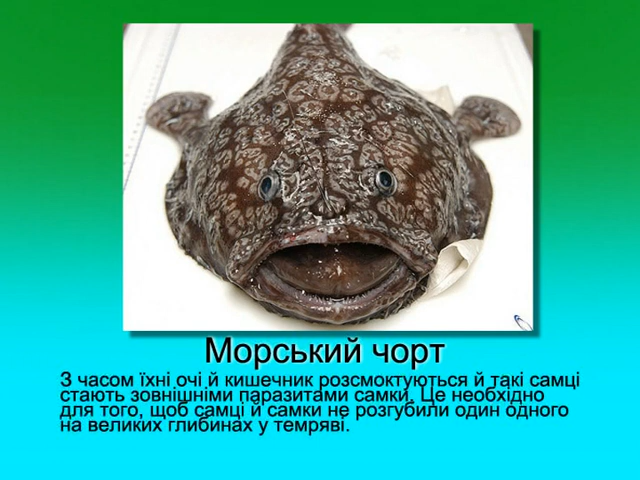 Морський чорт
З часом їхні очі й кишечник розсмоктуються й такі самці
стають зовнішніми паразитами самки. Це необхідно
для того, щоб самці й самки не розгубили один одного
на великих глибинах у темряві.